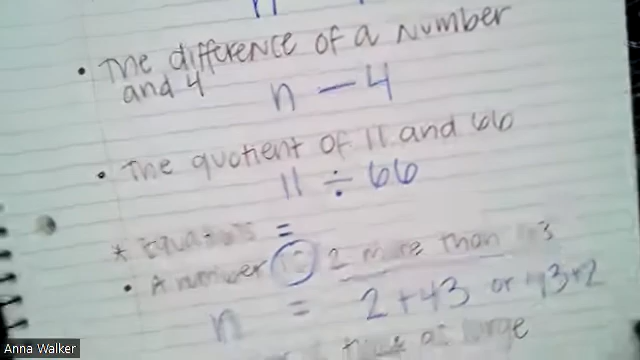 • The difference of a number
and 4
n — 4
• The quotient of 11 and 66
11 ÷ 66
* Equations =
• A number is 2 more than 43
n = 2 + 43 or 43 + 2
Anna Walker